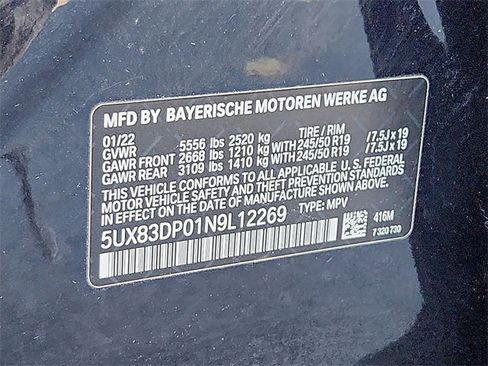 MFD BY BAYERISCHE MOTOREN WERKE AG
01/22 5556 lbs 2520 kg TIRE / RIM
GVWR 2668 lbs 1210 kg WITH 245/50 R19 / 7.5J x 19
GAWR FRONT 3109 lbs 1410 kg WITH 245/50 R19 / 7.5J x 19
GAWR REAR
THIS VEHICLE CONFORMS TO ALL APPLICABLE U. S. FEDERAL
MOTOR VEHICLE SAFETY AND THEFT PREVENTION STANDARDS
IN EFFECT ON THE DATE OF MANUFACTURE SHOWN ABOVE.
5UX83DP01N9L12269 TYPE: MPV
416M
7 320 730